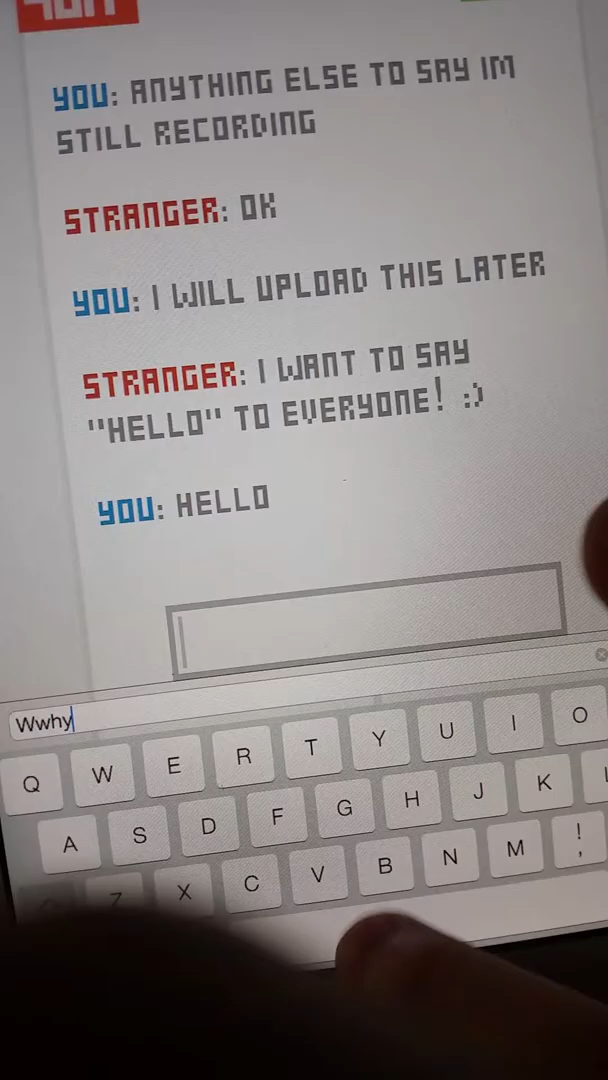 YOU: ANYTHING ELSE TO SAY IM
STILL RECORDING
STRANGER: OK
YOU: I WILL UPLOAD THIS LATER
STRANGER: I WANT TO SAY
"HELLO" TO EVERYONE! :)
YOU: HELLO
Wwhy
Q W E R T Y U I O
A S D F G H J K
Z X C V B N M ! ,